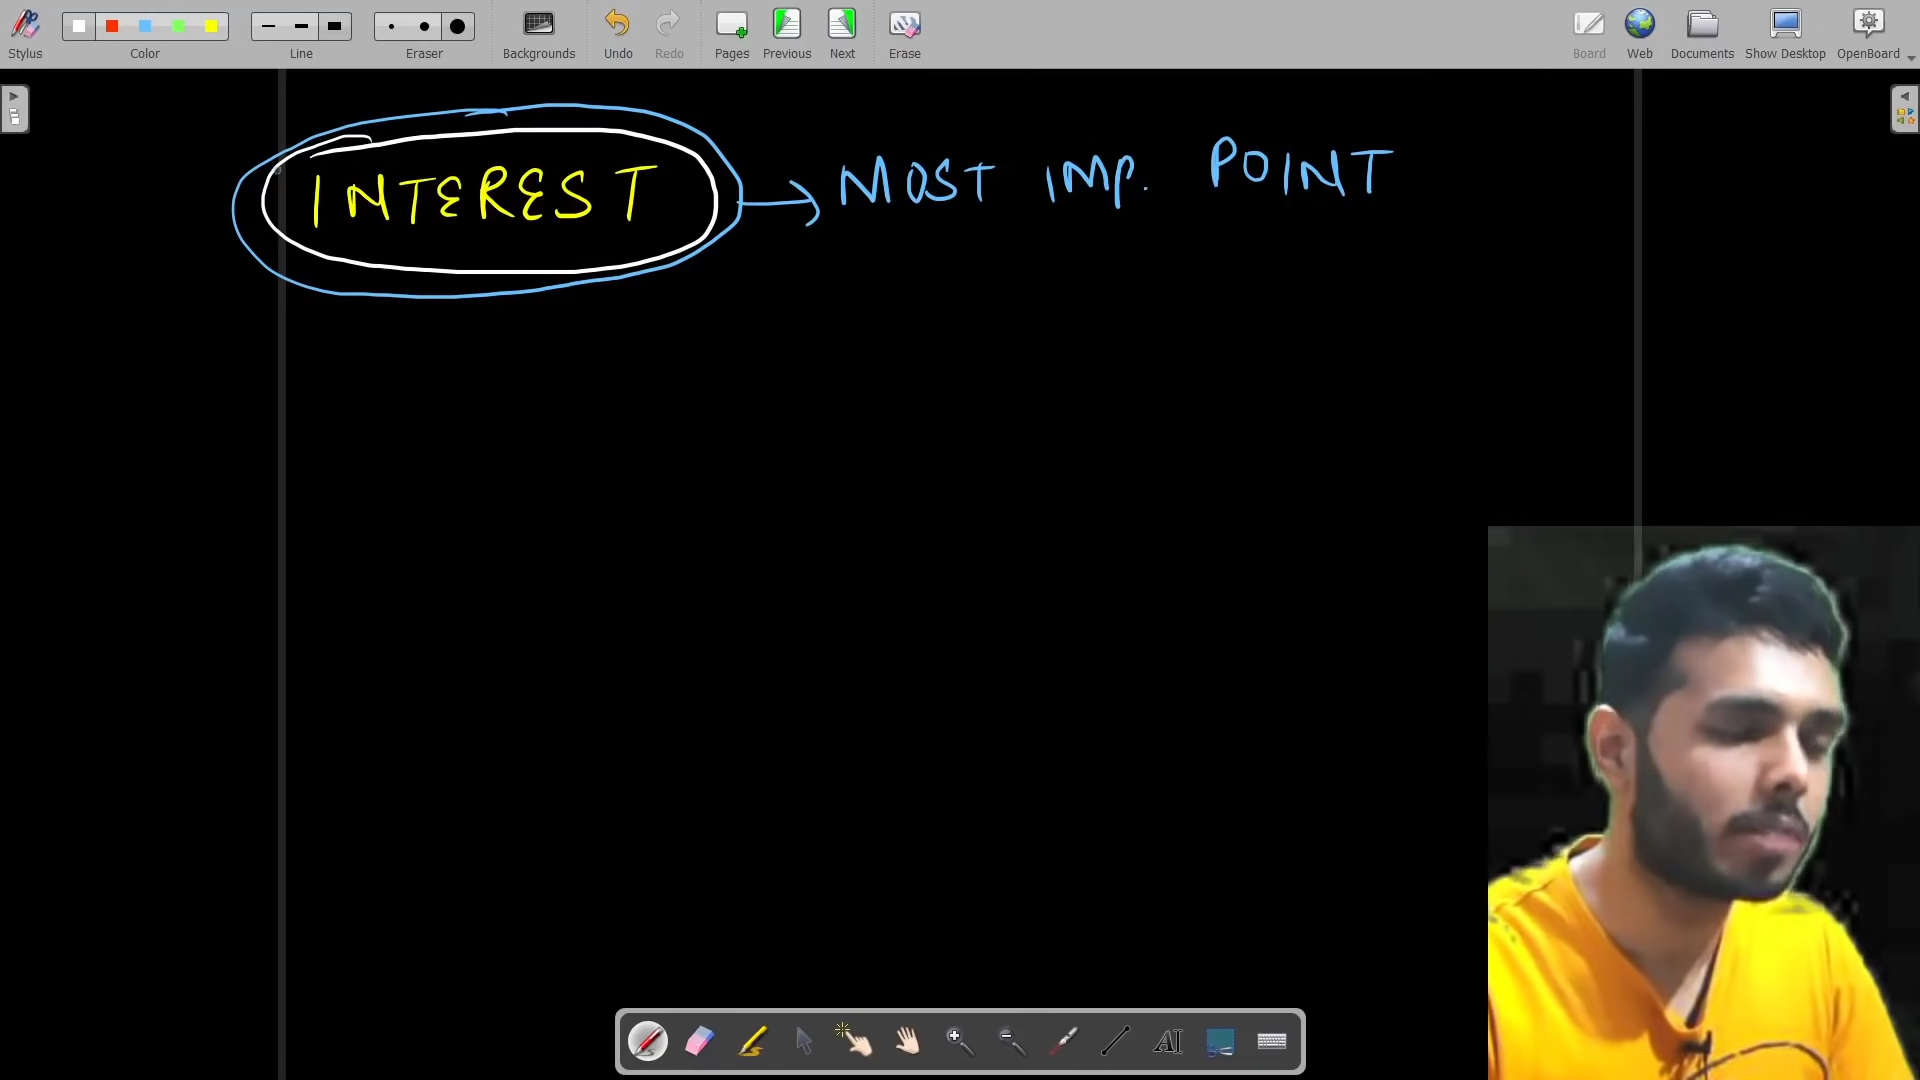 Stylus Color Line Eraser Backgrounds Undo Redo Pages Previous Next Erase Board Web Documents Show Desktop OpenBoard
INTEREST → MOST IMP. POINT
AI